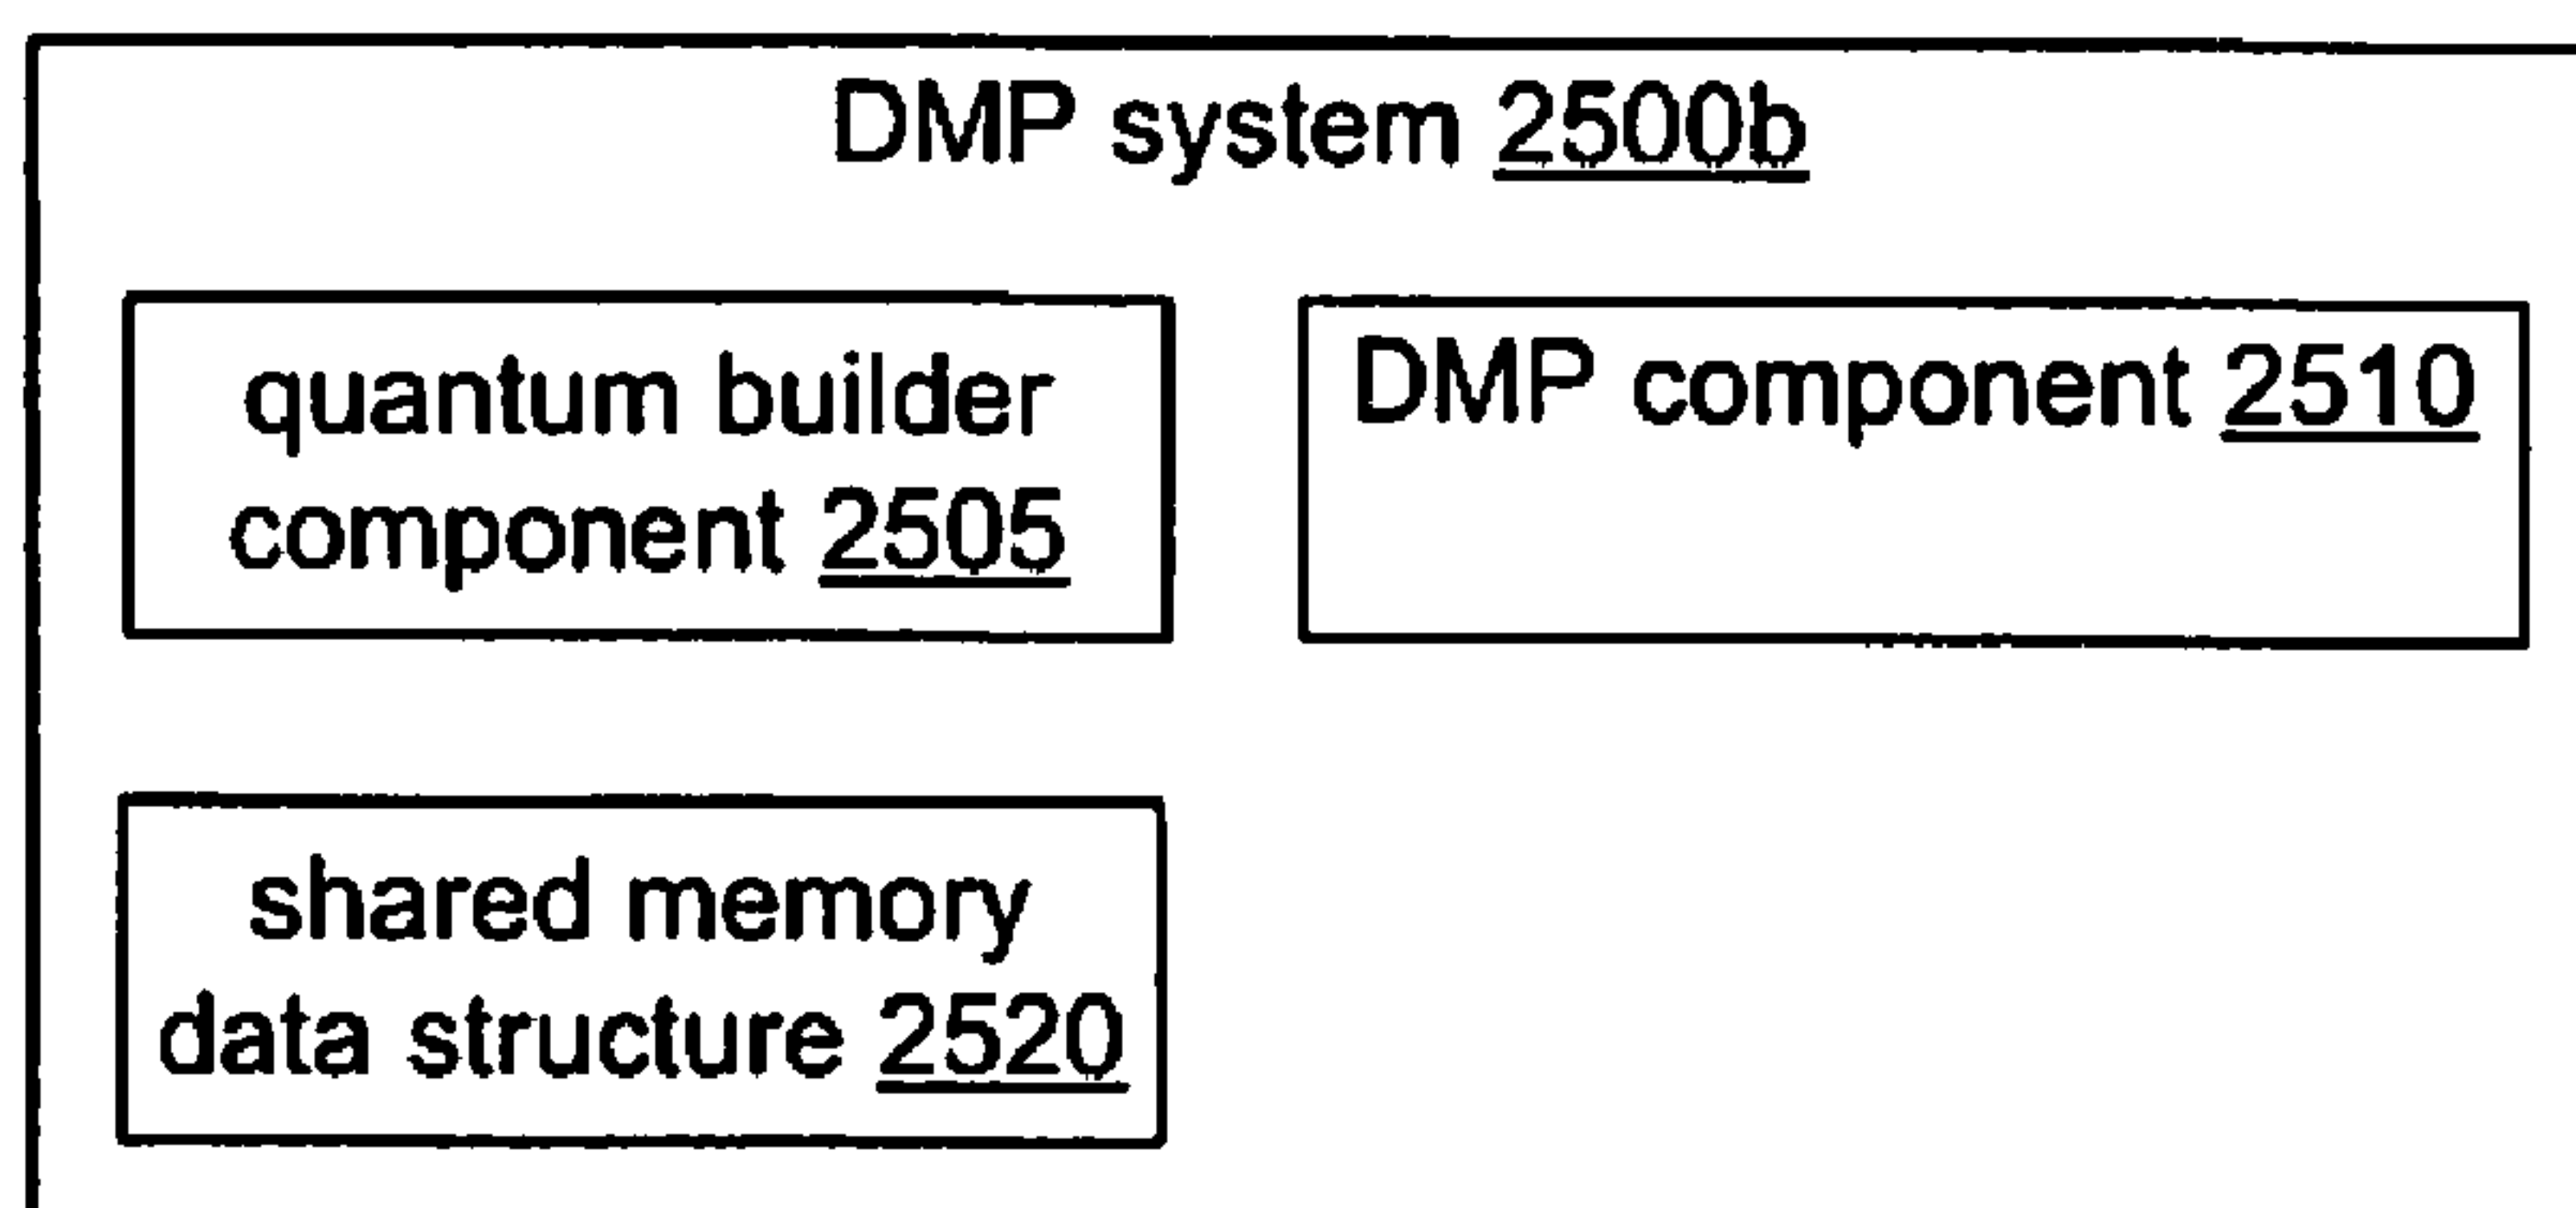 DMP system 2500b
quantum builder
component 2505
DMP component 2510
shared memory
data structure 2520